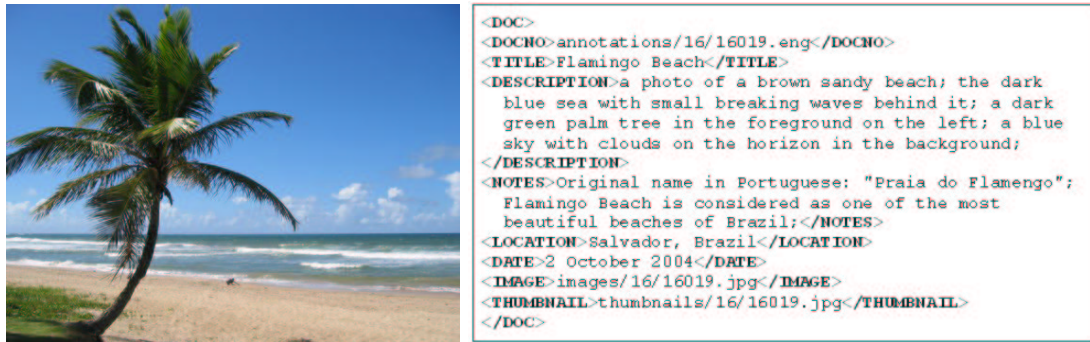 <DOC>
<DOCNO>annotations/16/16019.eng</DOCNO>
<TITLE>Flamingo Beach</TITLE>
<DESCRIPTION>a photo of a brown sandy beach; the dark
blue sea with small breaking waves behind it; a dark
green palm tree in the foreground on the left; a blue
sky with clouds on the horizon in the background;
</DESCRIPTION>
<NOTES>Original name in Portuguese: "Praia do Flamengo";
Flamingo Beach is considered as one of the most
beautiful beaches of Brazil;</NOTES>
<LOCATION>Salvador, Brazil</LOCATION>
<DATE>2 October 2004</DATE>
<IMAGE>images/16/16019.jpg</IMAGE>
<THUMBNAIL>thumbnails/16/16019.jpg</THUMBNAIL>
</DOC>